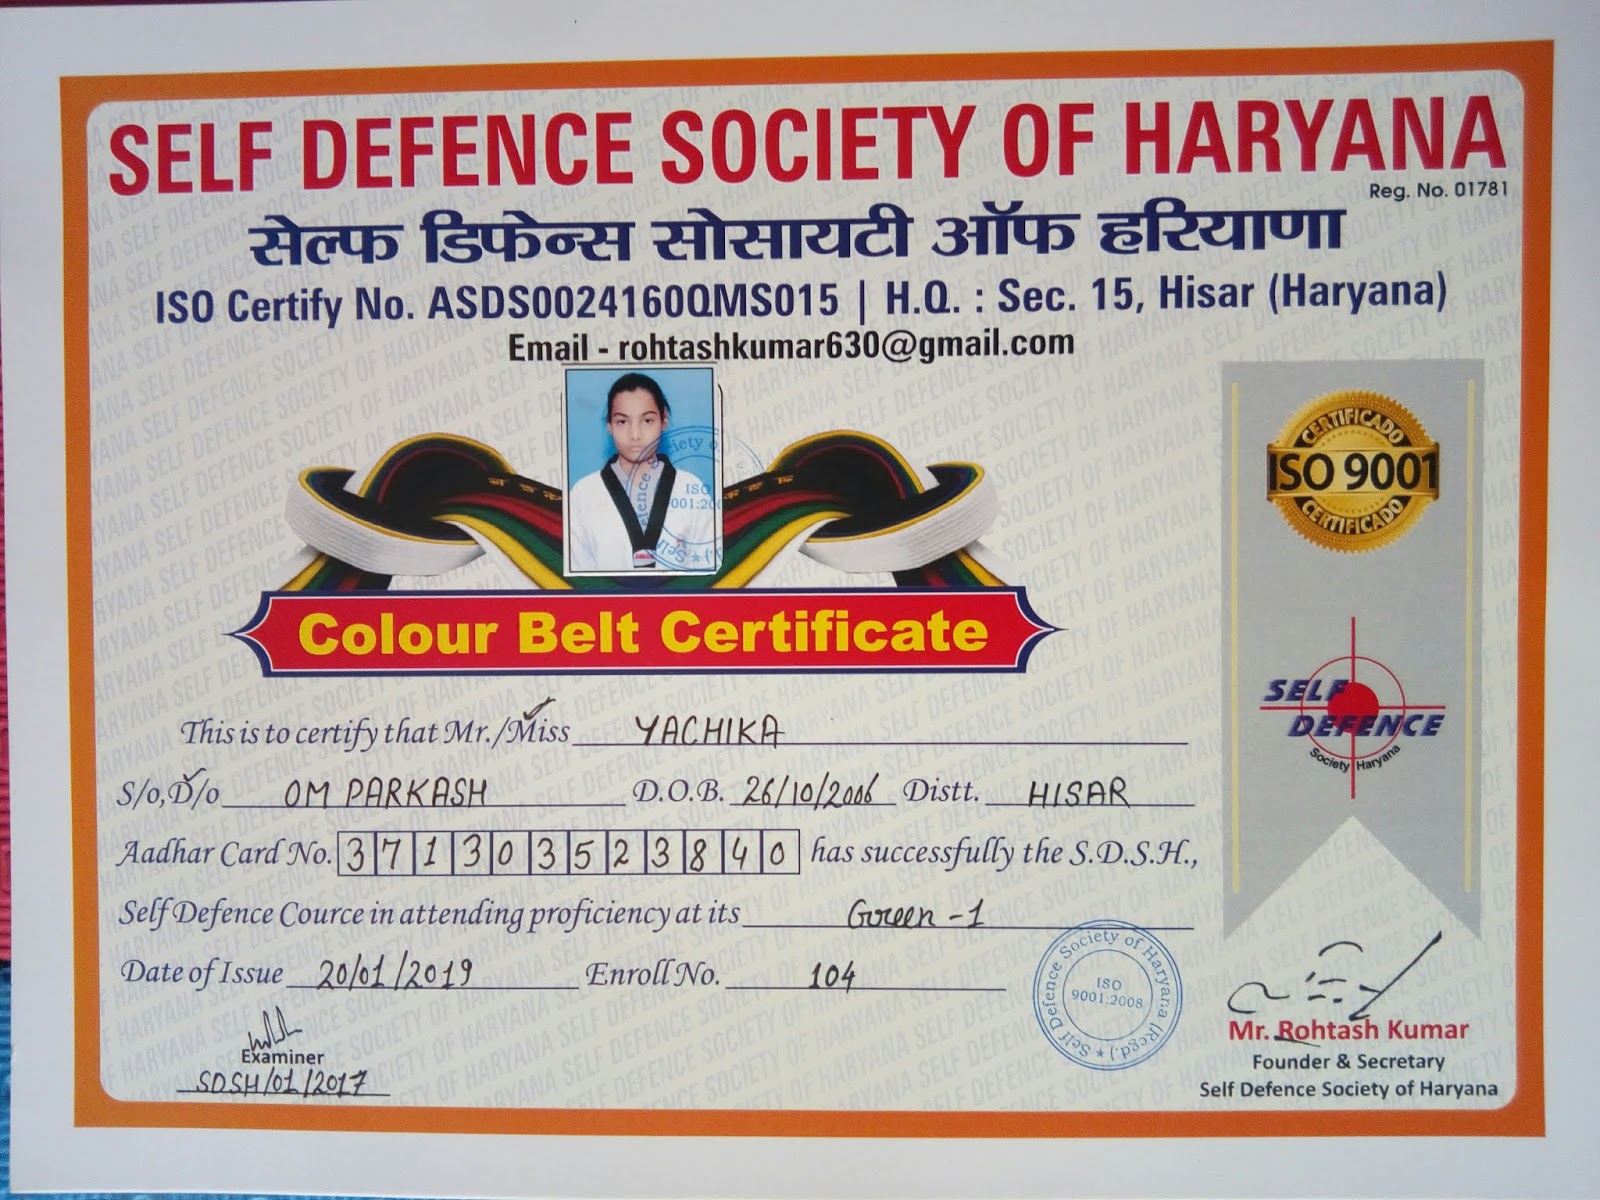 SELF DEFENCE SOCIETY OF HARYANA
Reg. No. 01781
सेल्फ डिफेन्स सोसायटी ऑफ हरियाणा
ISO Certify No. ASDS0024160QMS015 | H.Q. : Sec. 15, Hisar (Haryana)
Email - rohtashkumar630@gmail.com
CERTIFICADO
ISO 9001
CERTIFICADO
Colour Belt Certificate
SELF
DEFENCE
Society Haryana
This is to certify that Mr./Miss YACHIKA
S/o,D/o OM PARKASH D.O.B. 26/10/2006 Distt. HISAR
Aadhar Card No. 3 7 1 3 0 3 5 2 3 8 4 0 has successfully the S.D.S.H.,
Self Defence Cource in attending proficiency at its Green-1
Date of Issue 20/01/2019 Enroll No. 104
Self Defence Society of Haryana (Regd.)
ISO
9001:2008
Examiner
SDSH/01/2017
Mr. Rohtash Kumar
Founder & Secretary
Self Defence Society of Haryana